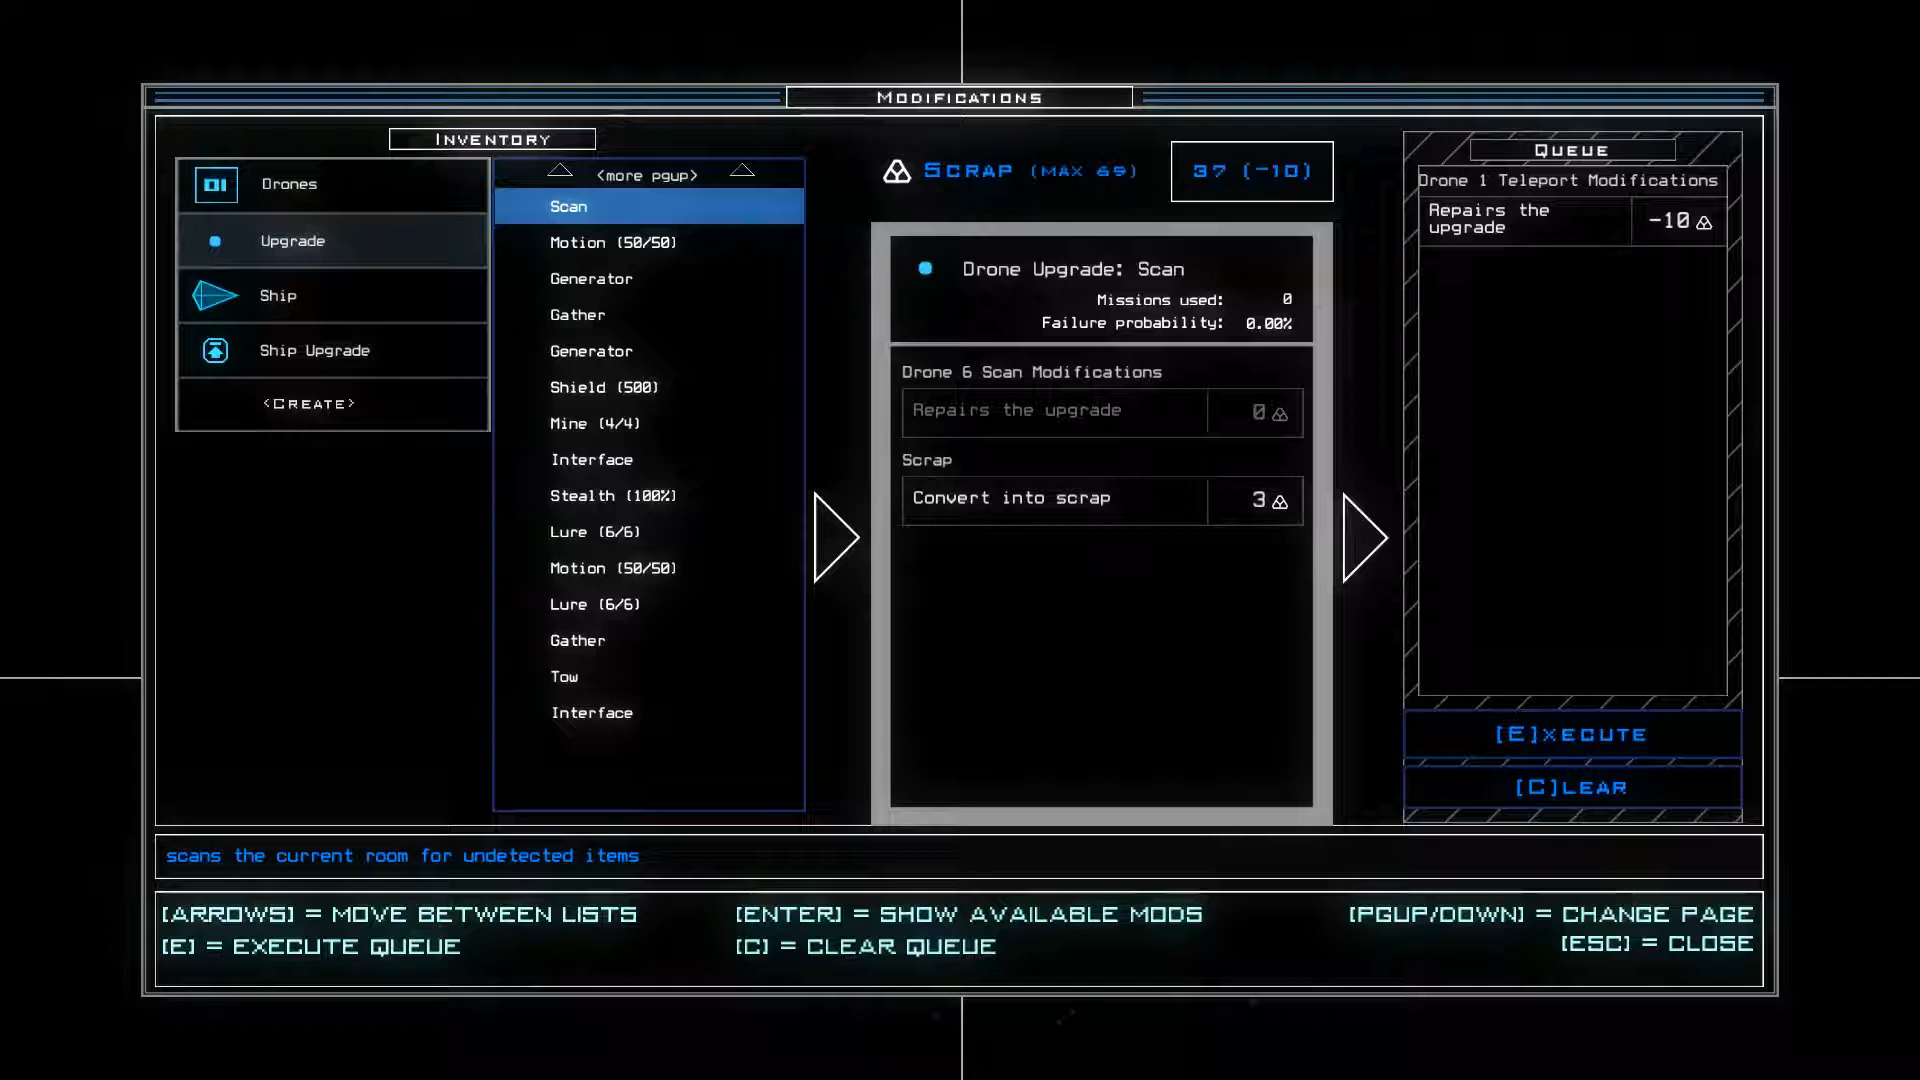 MODIFICATIONS
INVENTORY
Drones
Upgrade
Ship
Ship Upgrade
<CREATE>
<more pgup>
Scan
Motion (50/50)
Generator
Gather
Generator
Shield (500)
Mine (4/4)
Interface
Stealth (100%)
Lure (6/6)
Motion (50/50)
Lure (6/6)
Gather
Tow
Interface
SCRAP (MAX 69)
37 (-10)
Drone Upgrade: Scan
Missions used: 0
Failure probability: 0.00%
Drone 6 Scan Modifications
Repairs the upgrade 0
Scrap
Convert into scrap 3
QUEUE
Drone 1 Teleport Modifications
Repairs the
upgrade
-10
[E]XECUTE
[C]LEAR
scans the current room for undetected items
[ARROWS] = MOVE BETWEEN LISTS
[ENTER] = SHOW AVAILABLE MODS
[PGUP/DOWN] = CHANGE PAGE
[E] = EXECUTE QUEUE
[C] = CLEAR QUEUE
[ESC] = CLOSE